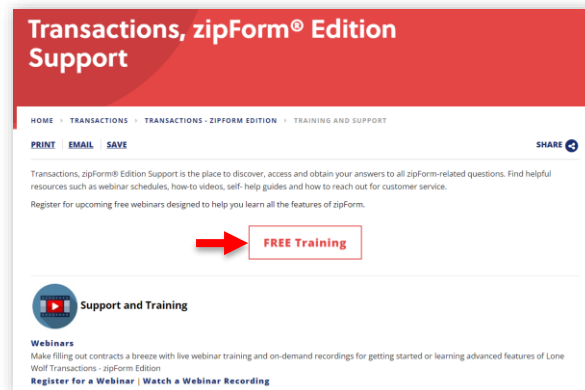 Transactions, zipForm® Edition
Support
HOME > TRANSACTIONS > TRANSACTIONS - ZIPFORM EDITION > TRAINING AND SUPPORT
PRINT | EMAIL | SAVE
SHARE
Transactions, zipForm® Edition Support is the place to discover, access and obtain your answers to all zipForm-related questions. Find helpful
resources such as webinar schedules, how-to videos, self- help guides and how to reach out for customer service.
Register for upcoming free webinars designed to help you learn all the features of zipForm.
FREE Training
Support and Training
Webinars
Make filling out contracts a breeze with live webinar training and on-demand recordings for getting started or learning advanced features of Lone
Wolf Transactions - zipForm Edition
Register for a Webinar | Watch a Webinar Recording